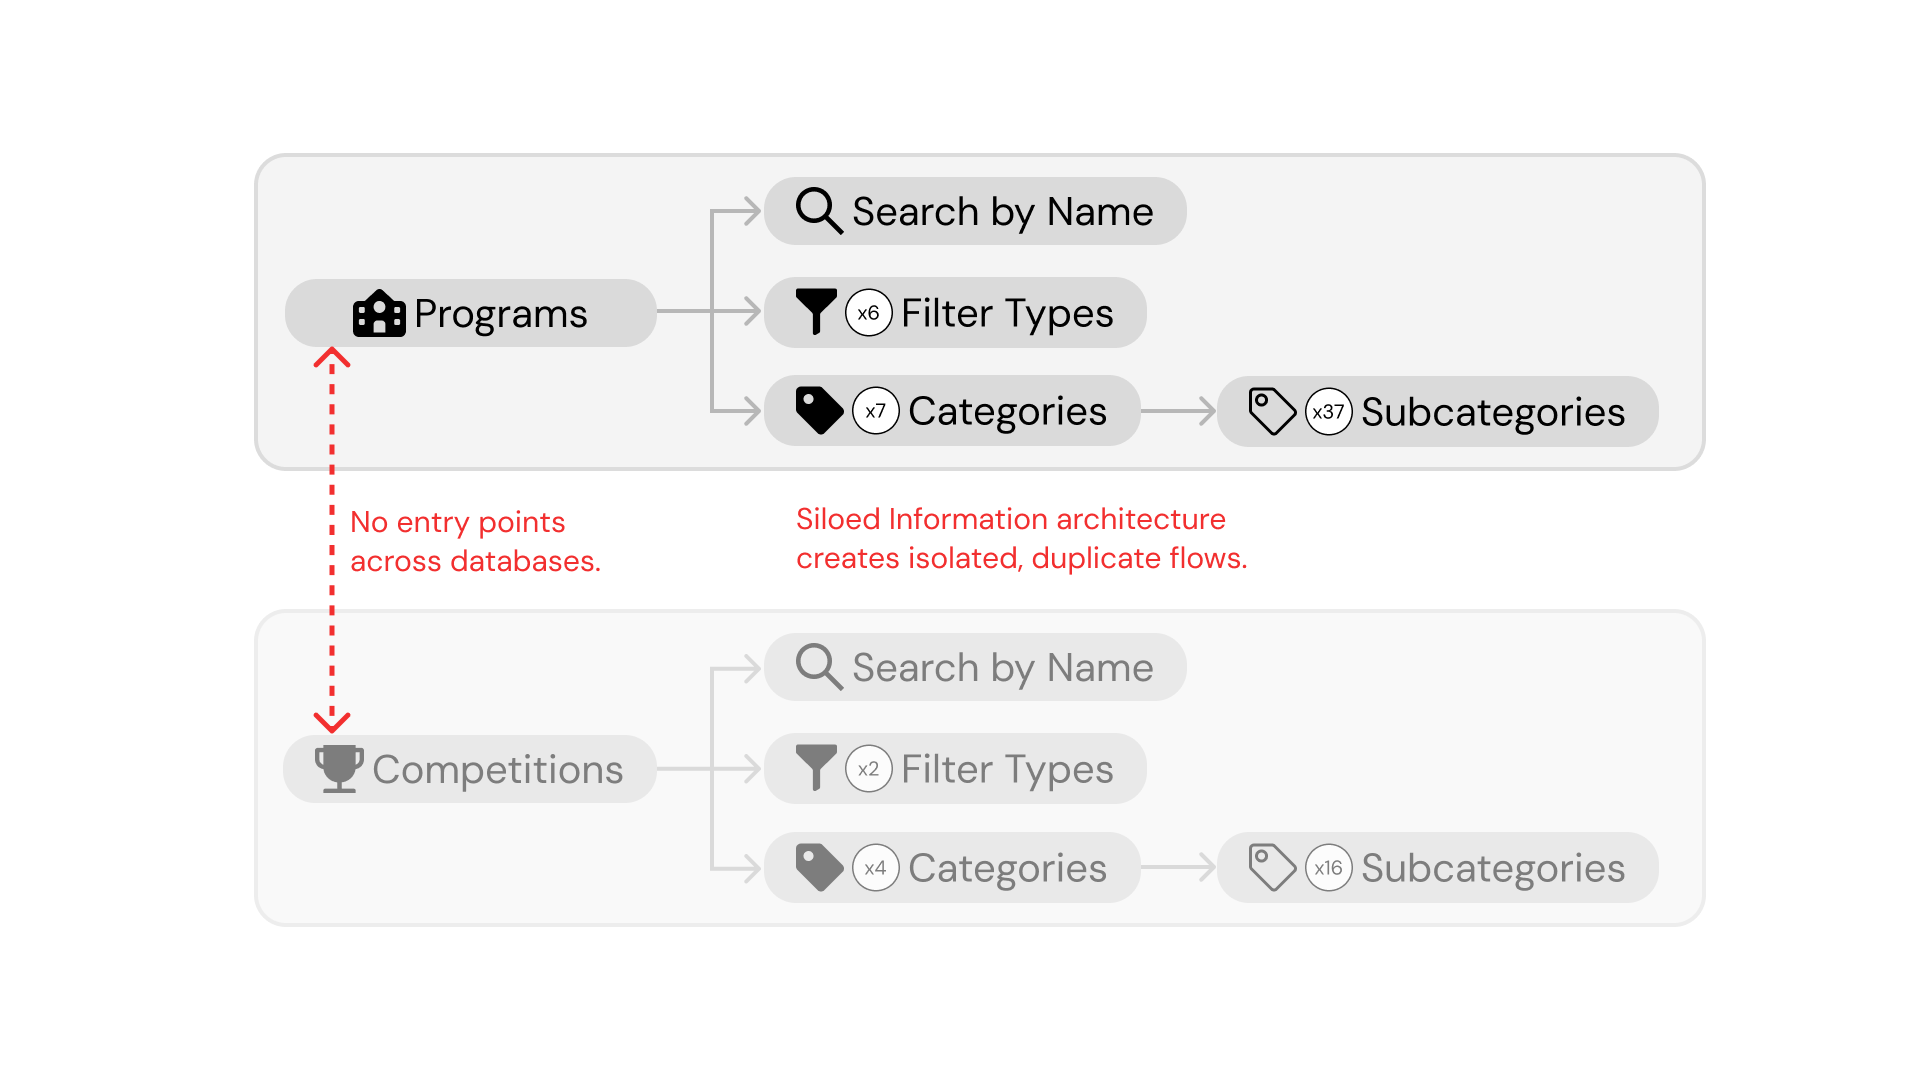 Search by Name
Programs
x6 Filter Types
x7 Categories
x37 Subcategories
No entry points
across databases.
Siloed Information architecture
creates isolated, duplicate flows.
Search by Name
Competitions
x2 Filter Types
x4 Categories
x16 Subcategories